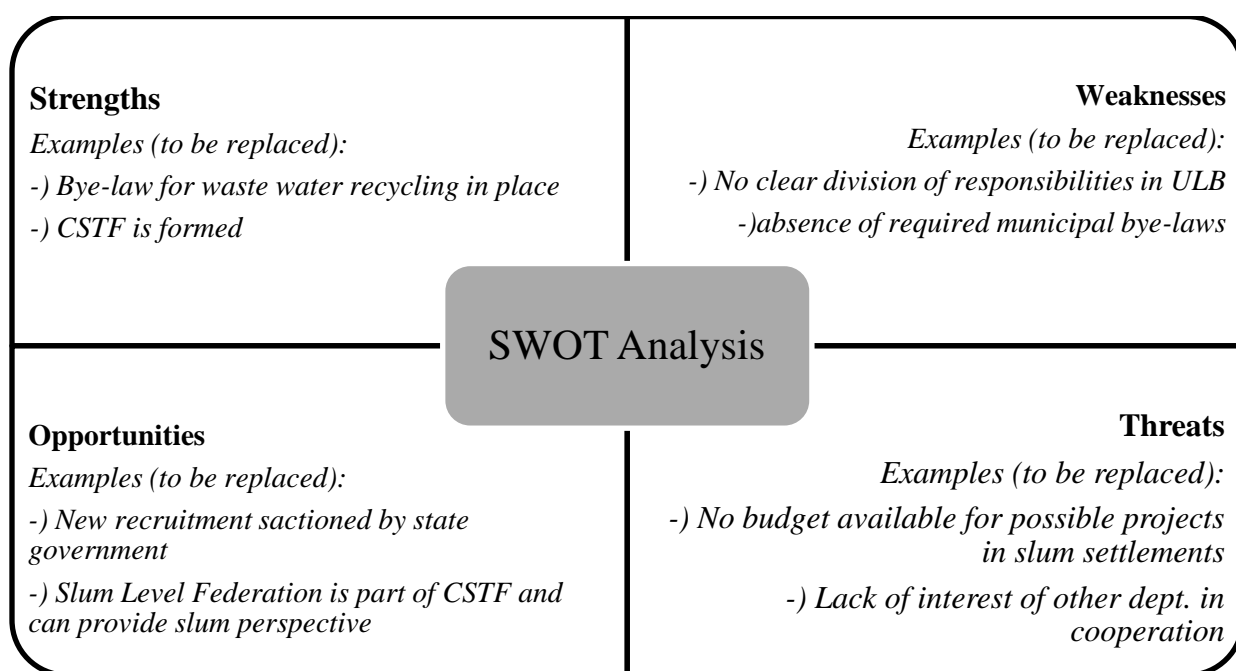 Strengths
Examples (to be replaced):
-) Bye-law for waste water recycling in place
-) CSTF is formed
Weaknesses
Examples (to be replaced):
-) No clear division of responsibilities in ULB
-)absence of required municipal bye-laws
SWOT Analysis
Opportunities
Examples (to be replaced):
-) New recruitment sactioned by state
government
-) Slum Level Federation is part of CSTF and
can provide slum perspective
Threats
Examples (to be replaced):
-) No budget available for possible projects
in slum settlements
-) Lack of interest of other dept. in
cooperation